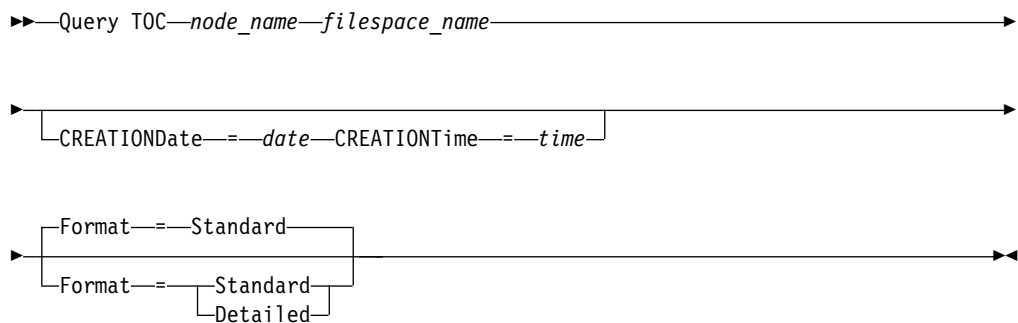 Query TOC node_name filespace_name
CREATIONDate = date CREATIONTime = time
Format = Standard
Format = Standard
Detailed